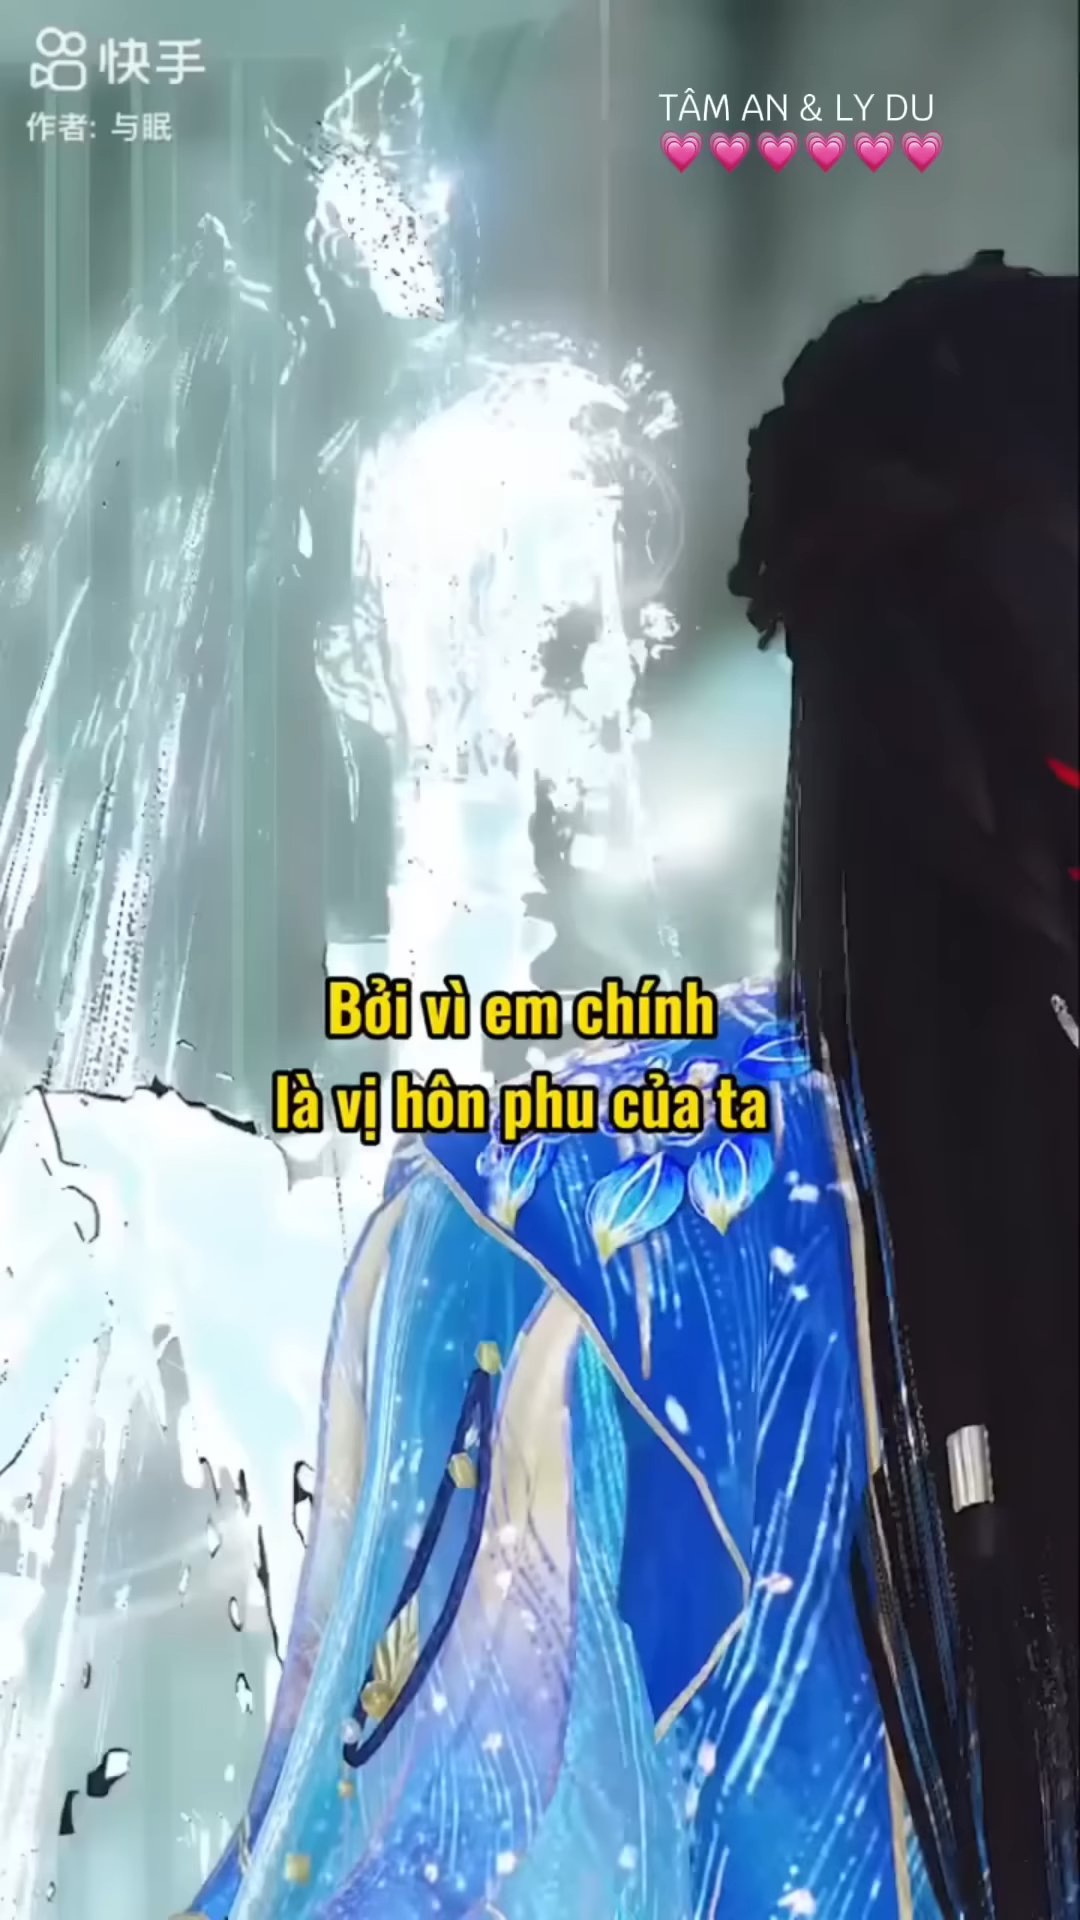 快手
作者: 与眠
TÂM AN & LY DU
Bởi vì em chính
là vị hôn phu của ta